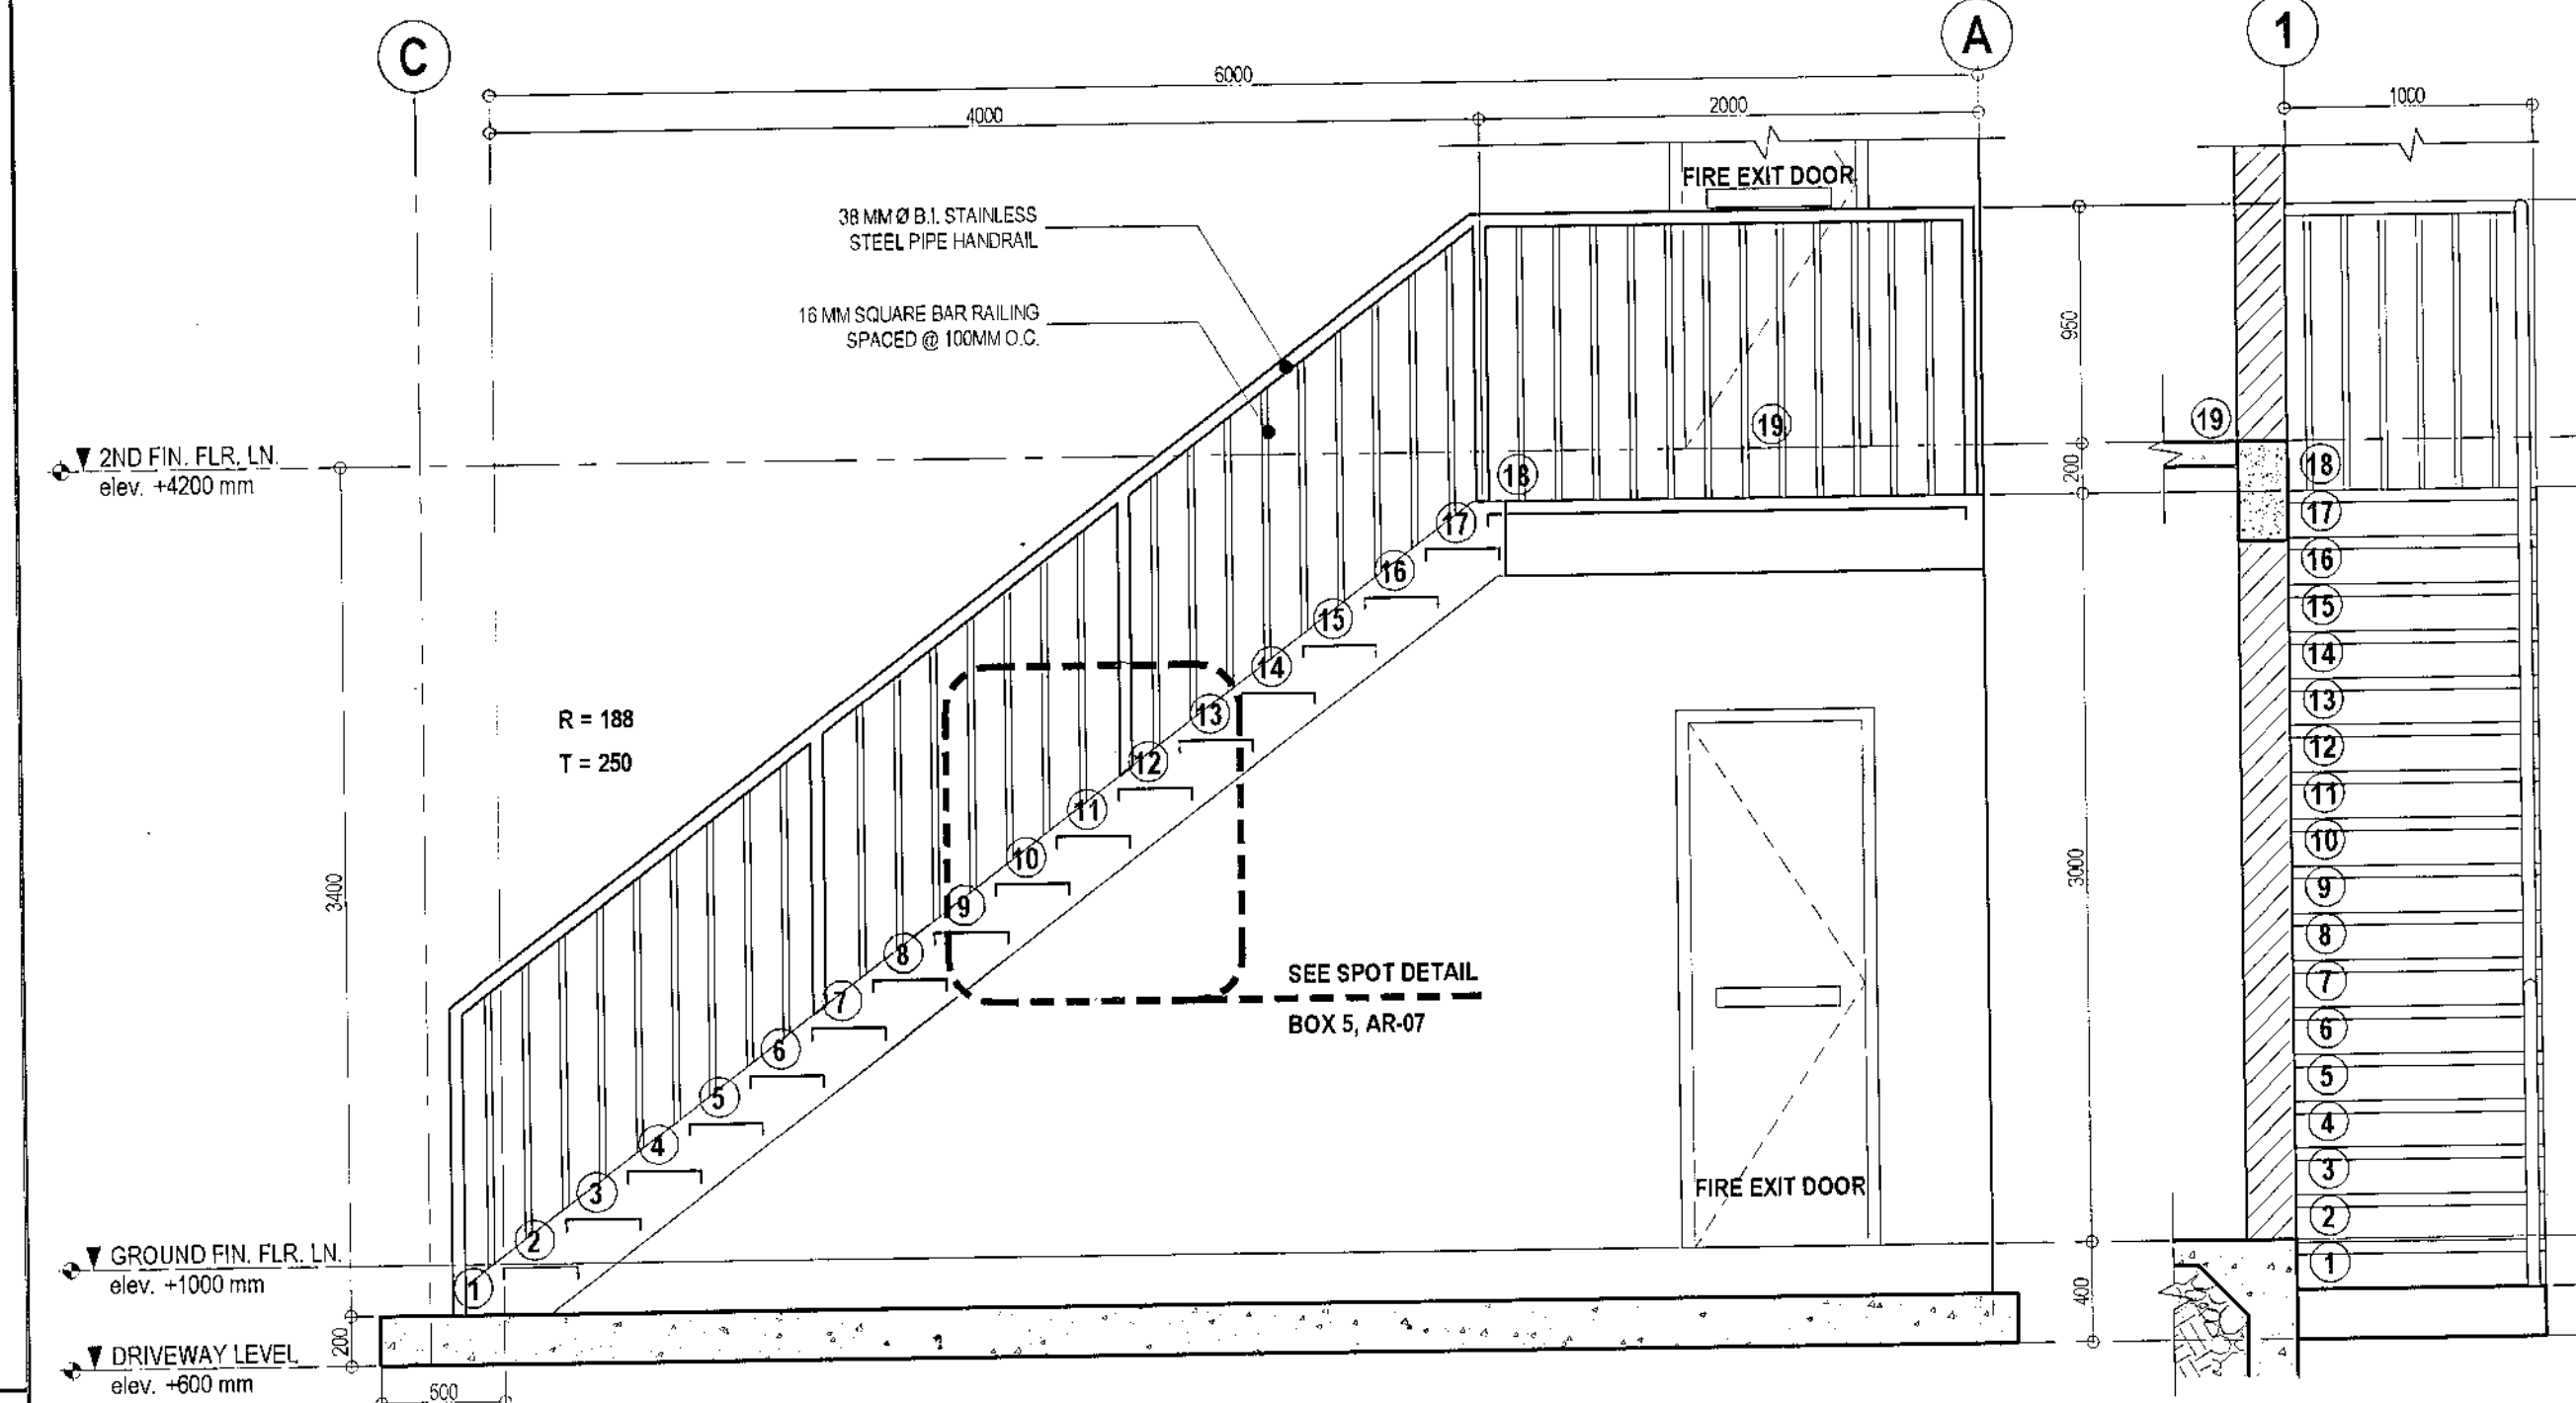 C
A
1
6000
4000
2000
1000
FIRE EXIT DOOR
38 MM Ø B.I. STAINLESS
STEEL PIPE HANDRAIL
16 MM SQUARE BAR RAILING
SPACED @ 100MM O.C.
950
200
3000
400
2ND FIN. FLR. LN.
elev. +4200 mm
3400
R = 188
T = 250
SEE SPOT DETAIL
BOX 5, AR-07
FIRE EXIT DOOR
GROUND FIN. FLR. LN.
elev. +1000 mm
200
DRIVEWAY LEVEL
elev. +600 mm
500
1
2
3
4
5
6
7
8
9
10
11
12
13
14
15
16
17
18
19
19
18
17
16
15
14
13
12
11
10
9
8
7
6
5
4
3
2
1